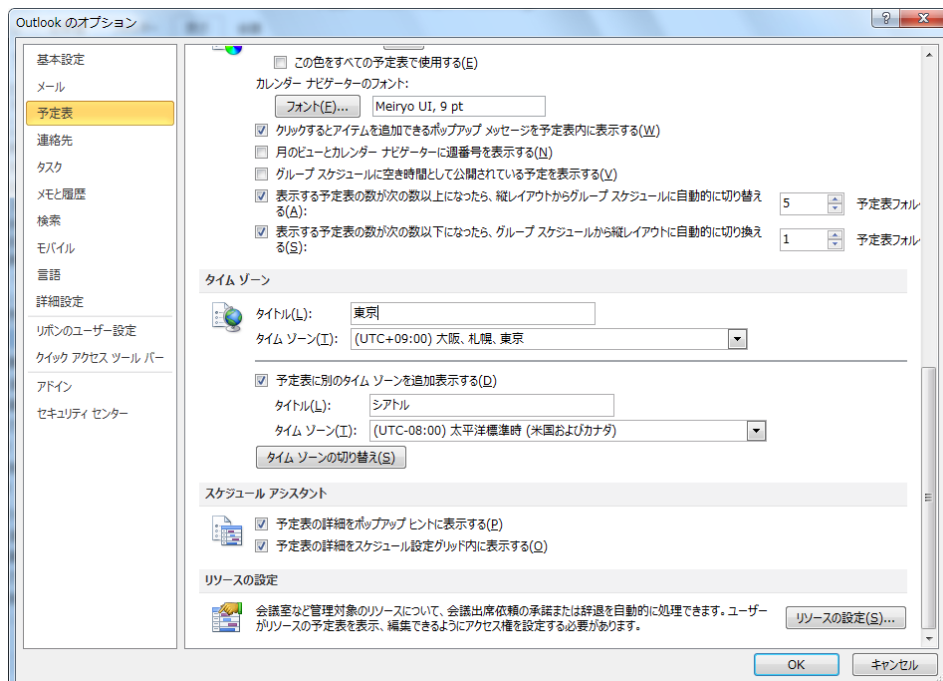 Outlook のオプション
基本設定
メール
予定表
連絡先
タスク
メモと履歴
検索
モバイル
言語
詳細設定
リボンのユーザー設定
クイック アクセス ツール バー
アドイン
セキュリティ センター
この色をすべての予定表で使用する(E)
カレンダー ナビゲーターのフォント:
フォント(F)... Meiryo UI, 9 pt
クリックするとアイテムを追加できるポップアップ メッセージを予定表内に表示する(W)
月のビューとカレンダー ナビゲーターに週番号を表示する(N)
グループ スケジュールに空き時間として公開されている予定を表示する(V)
表示する予定表の数が次の数以上になったら、縦レイアウトからグループ スケジュールに自動的に切り替え
る(A): 5 予定表フォル
表示する予定表の数が次の数以下になったら、グループ スケジュールから縦レイアウトに自動的に切り換え
る(S): 1 予定表フォル
タイム ゾーン
タイトル(L): 東京
タイム ゾーン(T): (UTC+09:00) 大阪、札幌、東京
予定表に別のタイム ゾーンを追加表示する(D)
タイトル(L): シアトル
タイム ゾーン(T): (UTC-08:00) 太平洋標準時 (米国およびカナダ)
タイム ゾーンの切り替え(S)
スケジュール アシスタント
予定表の詳細をポップアップ ヒントに表示する(P)
予定表の詳細をスケジュール設定グリッド内に表示する(O)
リソースの設定
会議室など管理対象のリソースについて、会議出席依頼の承諾または辞退を自動的に処理できます。ユーザー
がリソースの予定表を表示、編集できるようにアクセス権を設定する必要があります。
リソースの設定(S)...
OK キャンセル